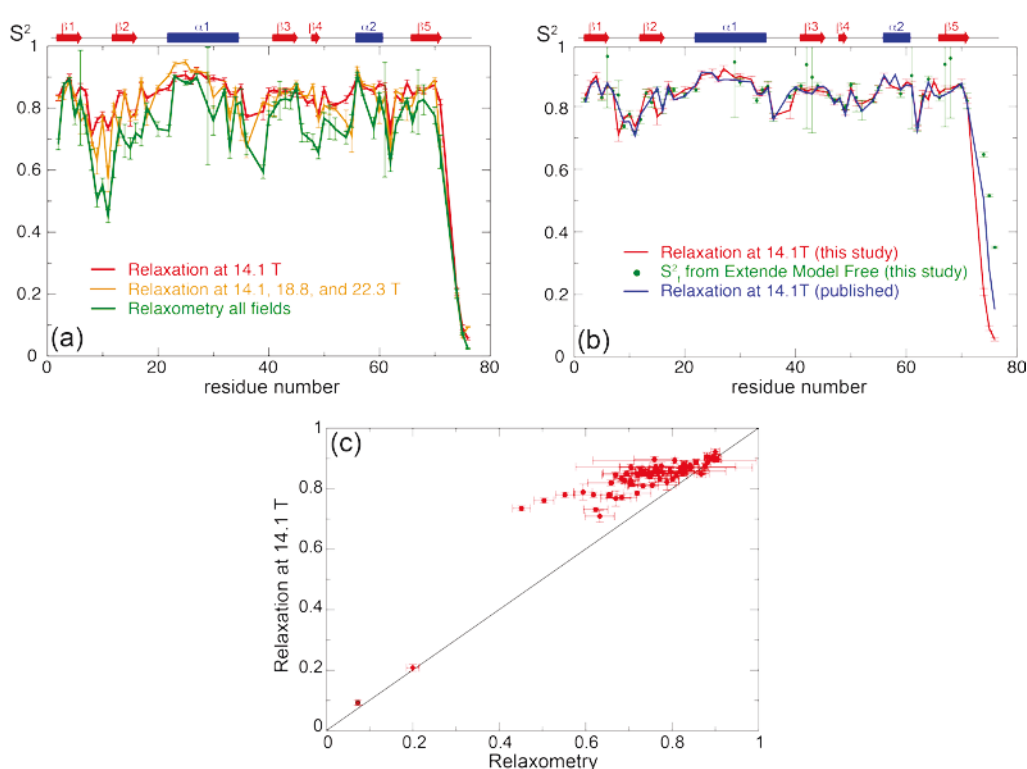 β1 β2 α1 β3 β4 α2 β5
S²
1
0.8
0.6
0.4
0.2
0
Relaxation at 14.1 T
Relaxation at 14.1, 18.8, and 22.3 T
Relaxometry all fields
(a)
0 20 40 60 80
residue number
β1 β2 α1 β3 β4 α2 β5
S²
1
0.8
0.6
0.4
0.2
0
Relaxation at 14.1T (this study)
S²f from Extende Model Free (this study)
Relaxation at 14.1T (published)
(b)
0 20 40 60 80
residue number
(c)
Relaxation at 14.1 T
1
0.8
0.6
0.4
0.2
0
0 0.2 0.4 0.6 0.8 1
Relaxometry